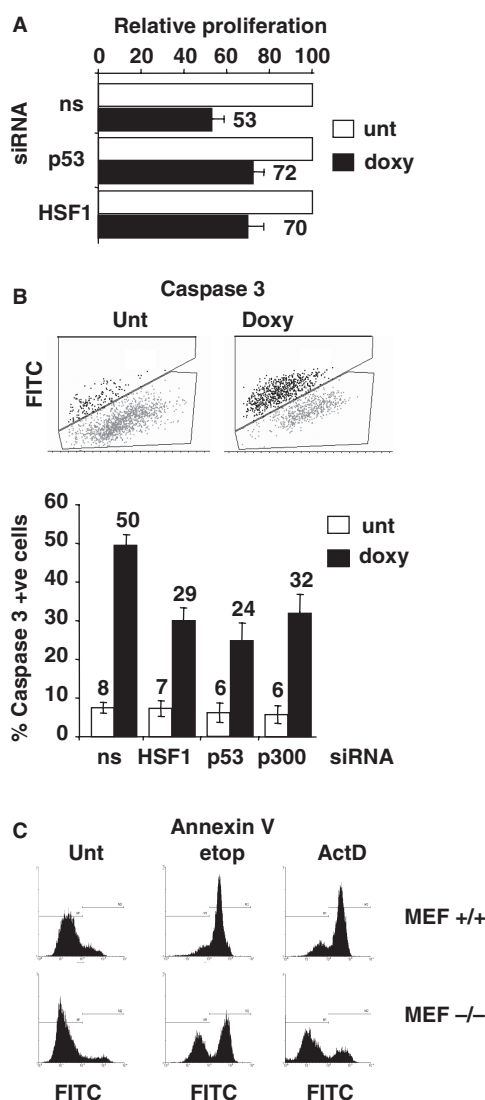 A
Relative proliferation
0 20 40 60 80 100
siRNA
ns
53
p53
72
HSF1
70
unt
doxy
B
Caspase 3
Unt Doxy
FITC
% Caspase 3 +ve cells
60
50
40
30
20
10
0
8 50 7 29 6 24 6 32
unt
doxy
ns HSF1 p53 p300 siRNA
C
Annexin V
Unt etop ActD
MEF +/+
MEF –/–
FITC FITC FITC